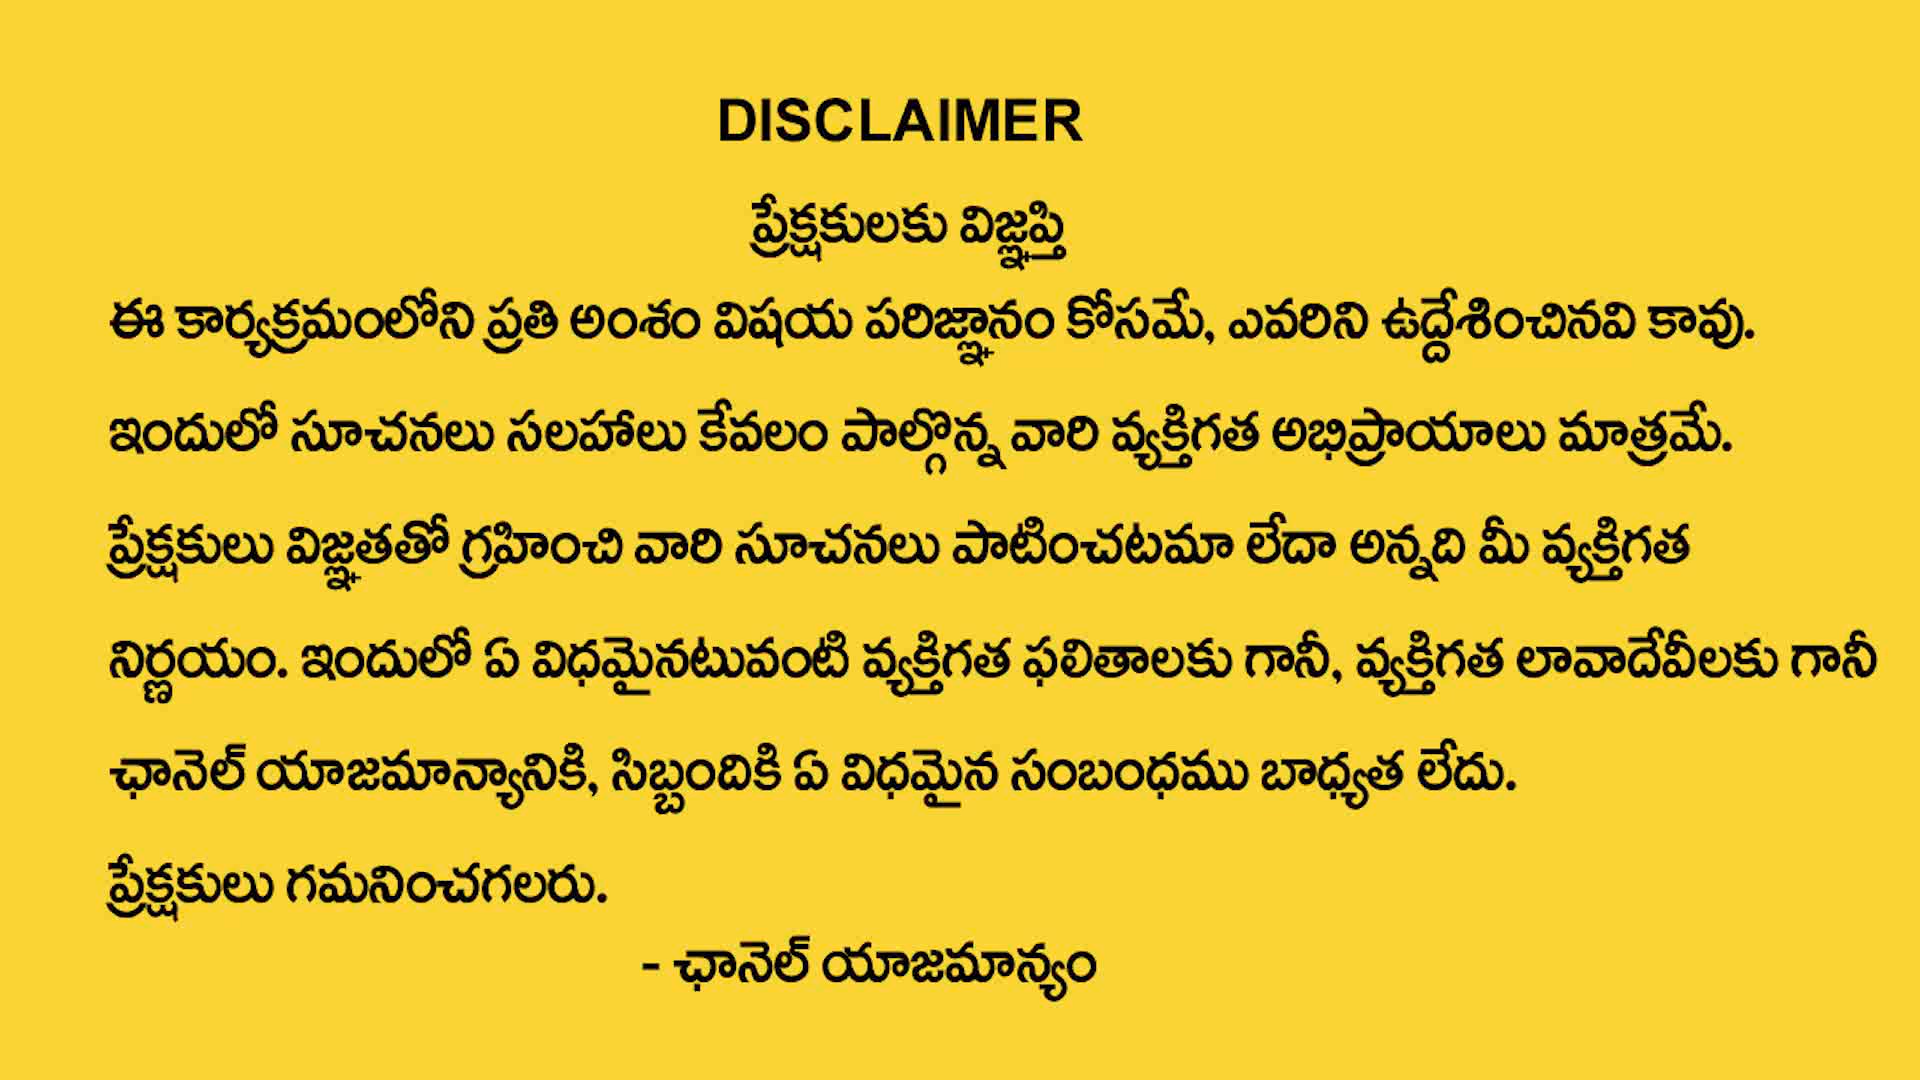 DISCLAIMER
ప్రేక్షకులకు విజ్ఞప్తి
ఈ కార్యక్రమంలోని ప్రతి అంశం విషయ పరిజ్ఞానం కోసమే, ఎవరిని ఉద్దేశించినవి కావు.
ఇందులో సూచనలు సలహాలు కేవలం పాల్గొన్న వారి వ్యక్తిగత అభిప్రాయాలు మాత్రమే.
ప్రేక్షకులు విజ్ఞతతో గ్రహించి వారి సూచనలు పాటించటమా లేదా అన్నది మీ వ్యక్తిగత
నిర్ణయం. ఇందులో ఏ విధమైనటువంటి వ్యక్తిగత ఫలితాలకు గానీ, వ్యక్తిగత లావాదేవీలకు గానీ
ఛానెల్ యాజమాన్యానికి, సిబ్బందికి ఏ విధమైన సంబంధము బాధ్యత లేదు.
ప్రేక్షకులు గమనించగలరు.
- ఛానెల్ యాజమాన్యం